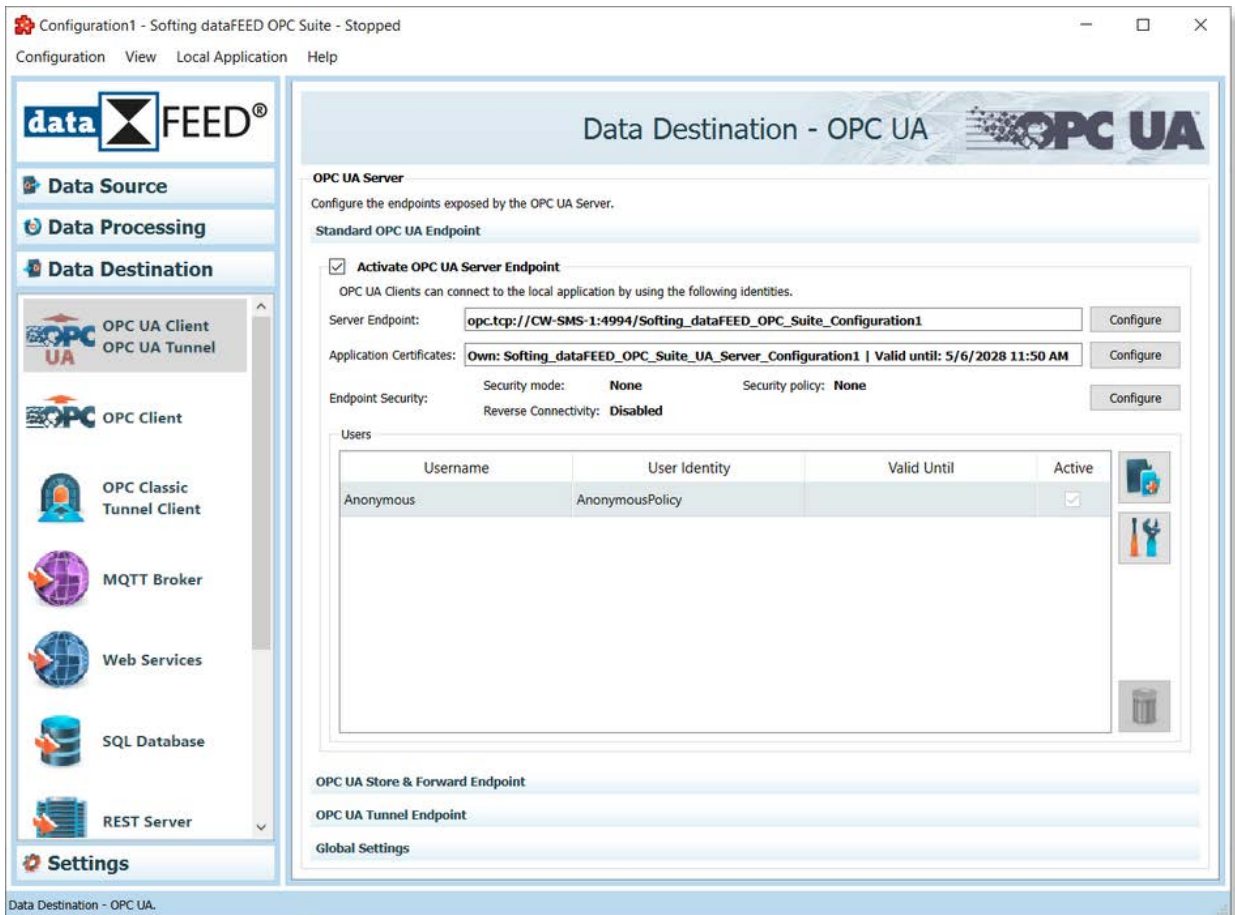 Configuration1 - Softing dataFEED OPC Suite - Stopped
Configuration View Local Application Help
data FEED®
Data Destination - OPC UA
OPC UA
Data Source
Data Processing
Data Destination
OPC UA
OPC UA Client
OPC UA Tunnel
OPC
OPC Client
OPC Classic
Tunnel Client
MQTT Broker
Web Services
SQL Database
REST Server
Settings
OPC UA Server
Configure the endpoints exposed by the OPC UA Server.
Standard OPC UA Endpoint
Activate OPC UA Server Endpoint
OPC UA Clients can connect to the local application by using the following identities.
Server Endpoint: opc.tcp://CW-SMS-1:4994/Softing_dataFEED_OPC_Suite_Configuration1 Configure
Application Certificates: Own: Softing_dataFEED_OPC_Suite_UA_Server_Configuration1 | Valid until: 5/6/2028 11:50 AM Configure
Security mode: None Security policy: None
Endpoint Security: Configure
Reverse Connectivity: Disabled
Users
Username User Identity Valid Until Active
Anonymous AnonymousPolicy
OPC UA Store & Forward Endpoint
OPC UA Tunnel Endpoint
Global Settings
Data Destination - OPC UA.